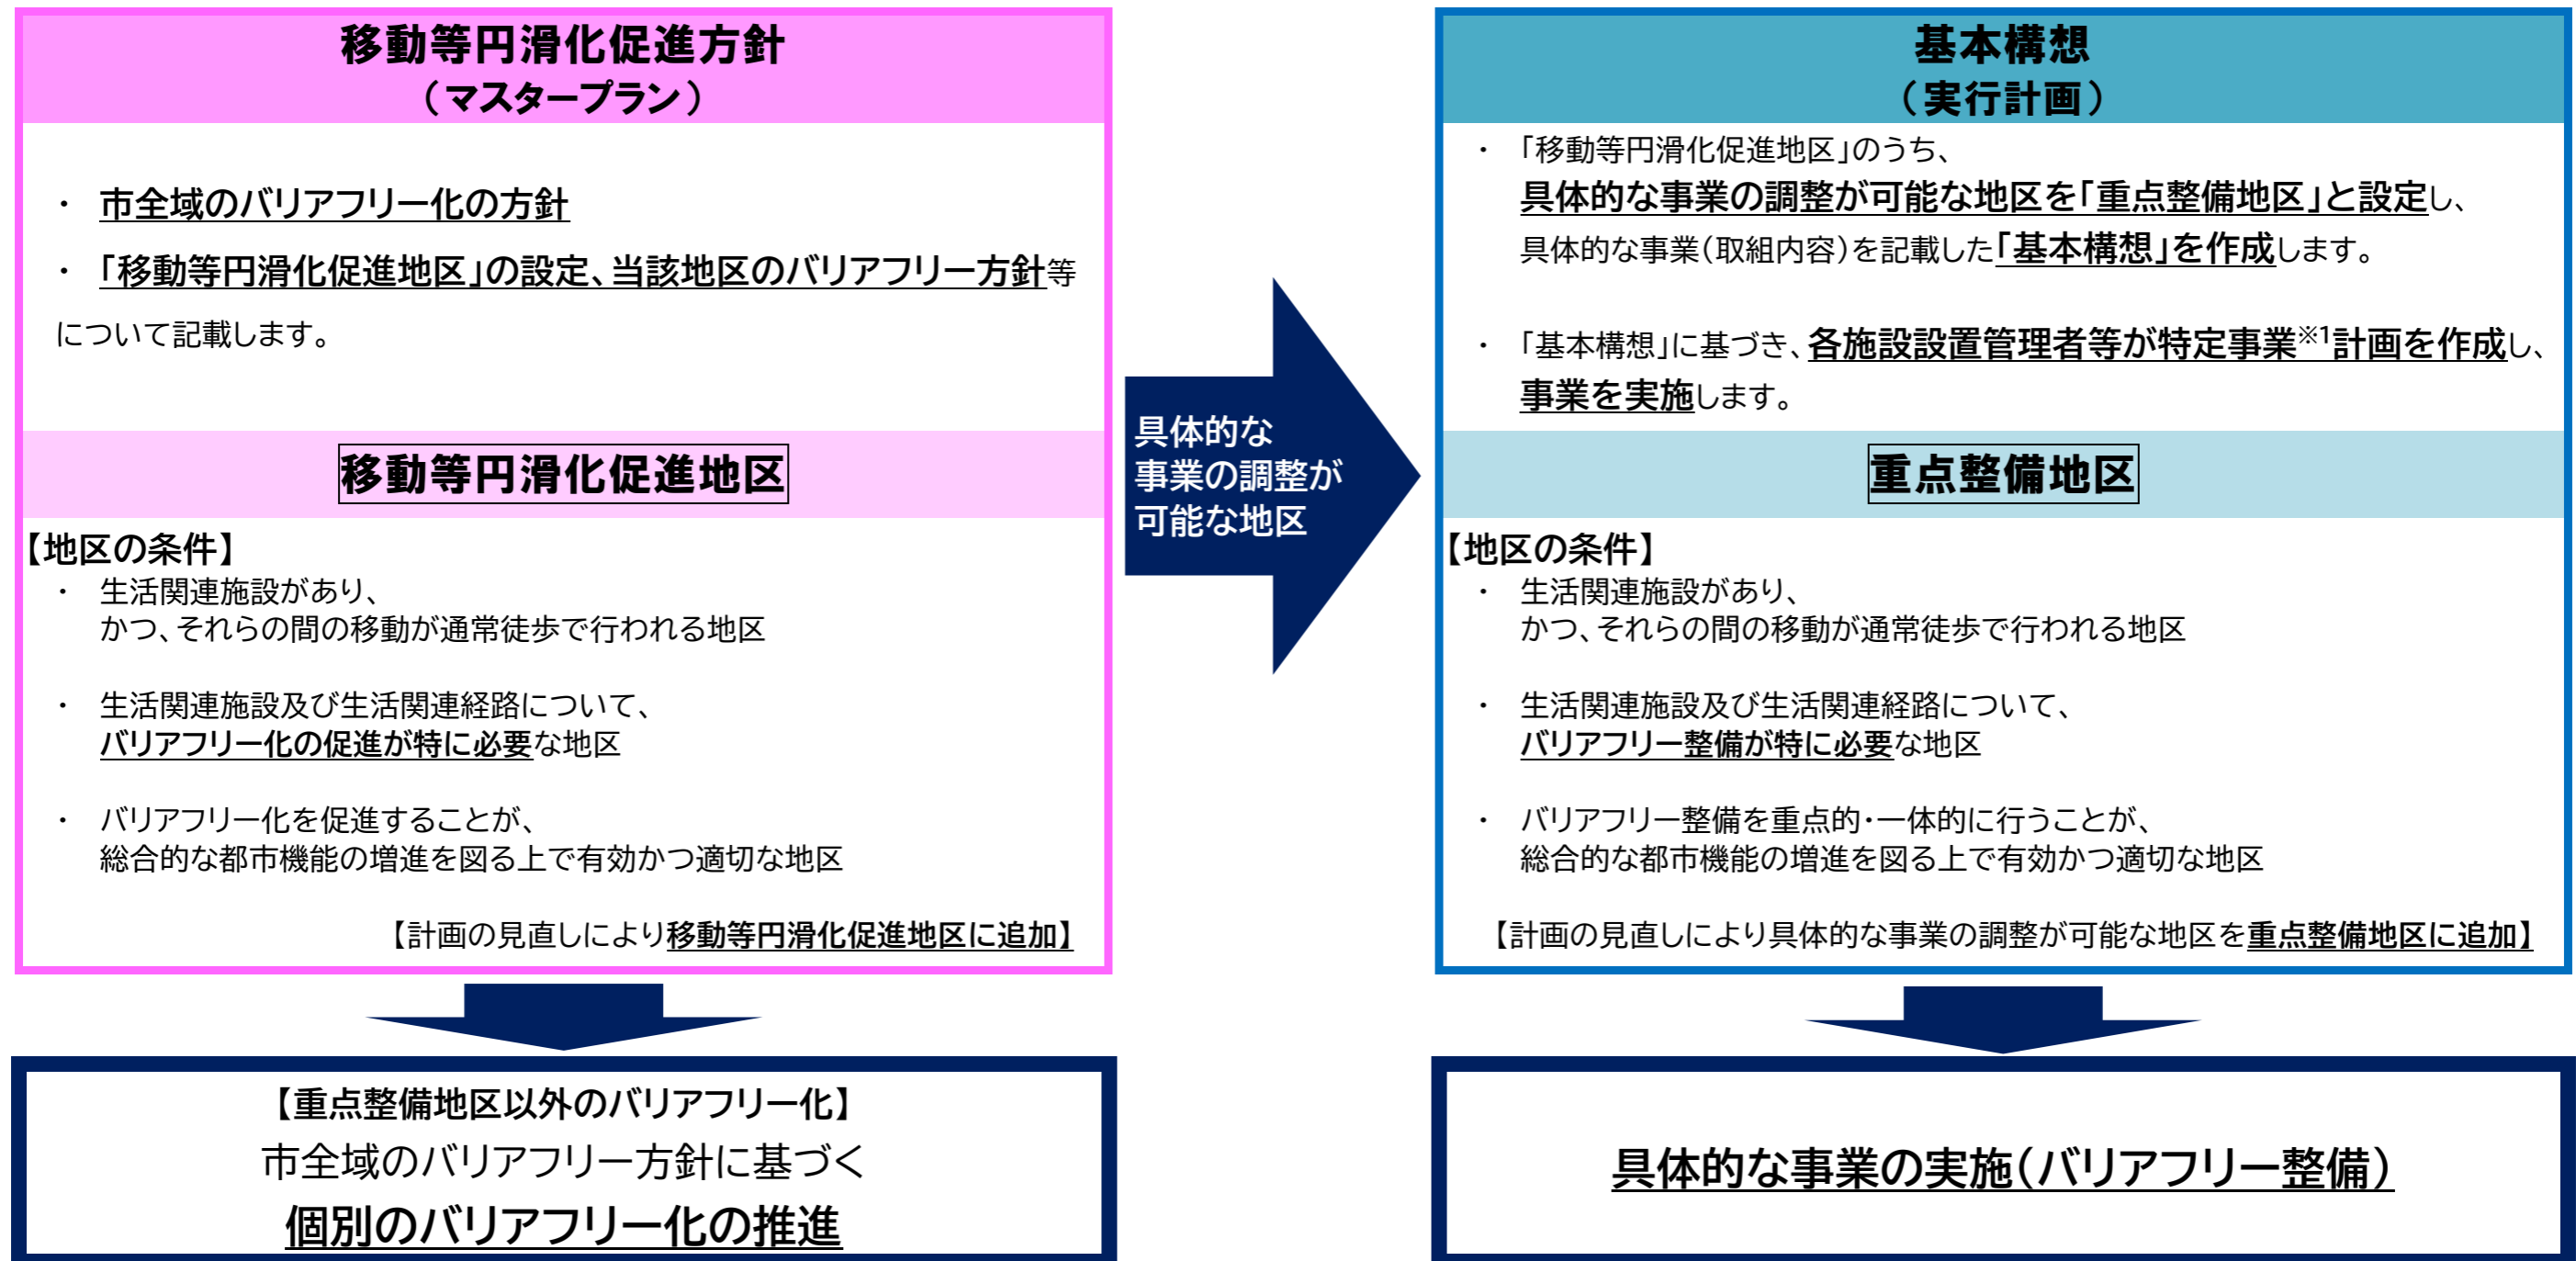 移動等円滑化促進方針
（マスタープラン）
・ 市全域のバリアフリー化の方針
・ 「移動等円滑化促進地区」の設定、当該地区のバリアフリー方針等
について記載します。
移動等円滑化促進地区
【地区の条件】
・ 生活関連施設があり、
かつ、それらの間の移動が通常徒歩で行われる地区
・ 生活関連施設及び生活関連経路について、
バリアフリー化の促進が特に必要な地区
・ バリアフリー化を促進することが、
総合的な都市機能の増進を図る上で有効かつ適切な地区
【計画の見直しにより移動等円滑化促進地区に追加】
具体的な
事業の調整が
可能な地区
基本構想
（実行計画）
・ 「移動等円滑化促進地区」のうち、
具体的な事業の調整が可能な地区を「重点整備地区」と設定し、
具体的な事業（取組内容）を記載した「基本構想」を作成します。
・ 「基本構想」に基づき、各施設設置管理者等が特定事業※1計画を作成し、
事業を実施します。
重点整備地区
【地区の条件】
・ 生活関連施設があり、
かつ、それらの間の移動が通常徒歩で行われる地区
・ 生活関連施設及び生活関連経路について、
バリアフリー整備が特に必要な地区
・ バリアフリー整備を重点的・一体的に行うことが、
総合的な都市機能の増進を図る上で有効かつ適切な地区
【計画の見直しにより具体的な事業の調整が可能な地区を重点整備地区に追加】
【重点整備地区以外のバリアフリー化】
市全域のバリアフリー方針に基づく
個別のバリアフリー化の推進
具体的な事業の実施（バリアフリー整備）